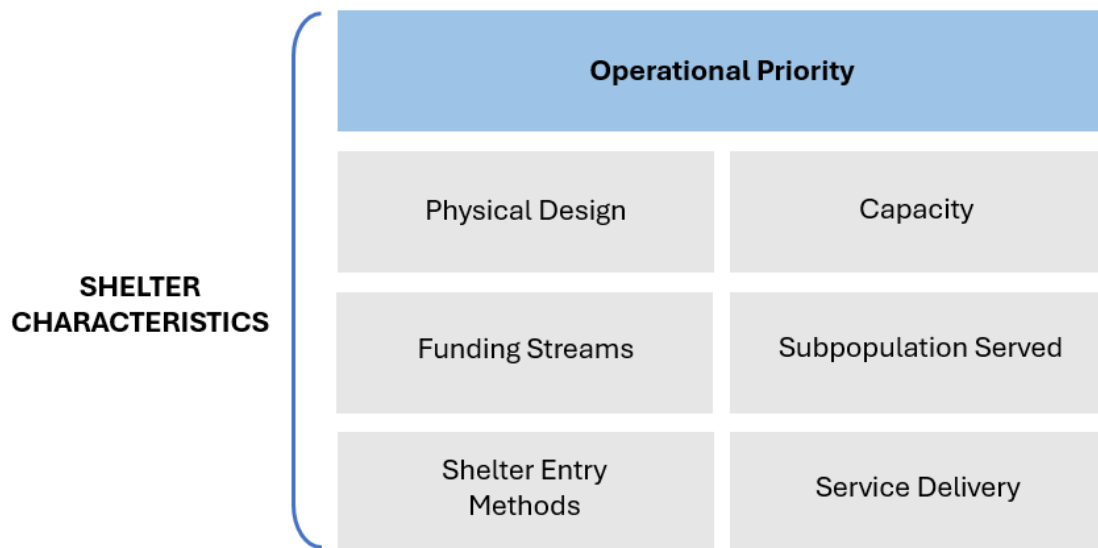 Operational Priority
Physical Design
Capacity
SHELTER
CHARACTERISTICS
Funding Streams
Subpopulation Served
Shelter Entry
Methods
Service Delivery